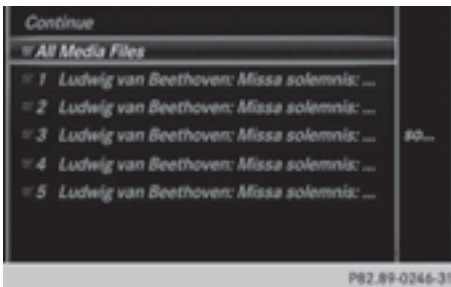 Continue
All Media Files
1 Ludwig van Beethoven: Missa solemnis: ...
2 Ludwig van Beethoven: Missa solemnis: ...
3 Ludwig van Beethoven: Missa solemnis: ...
so...
4 Ludwig van Beethoven: Missa solemnis: ...
5 Ludwig van Beethoven: Missa solemnis: ...
P82.89-0246-31